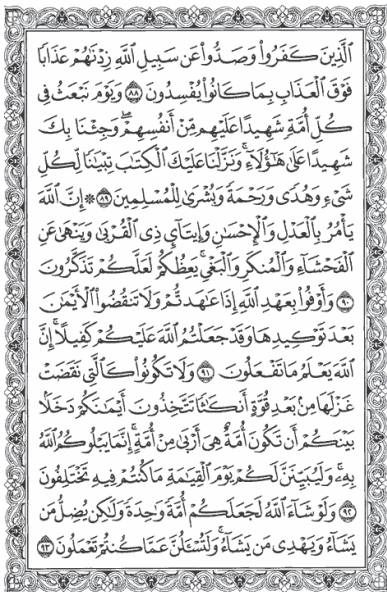 ٱلَّذِينَ كَفَرُواْ وَصَدُّواْ عَن سَبِيلِ ٱللَّهِ زِدْنَٰهُمْ عَذَابًا
فَوْقَ ٱلْعَذَابِ بِمَا كَانُواْ يُفْسِدُونَ ٨٨ وَيَوْمَ نَبْعَثُ فِى
كُلِّ أُمَّةٍ شَهِيدًا عَلَيْهِم مِّنْ أَنفُسِهِمْ ۖ وَجِئْنَا بِكَ
شَهِيدًا عَلَىٰ هَٰٓؤُلَآءِ ۚ وَنَزَّلْنَا عَلَيْكَ ٱلْكِتَٰبَ تِبْيَٰنًا لِّكُلِّ
شَىْءٍ وَهُدًى وَرَحْمَةً وَبُشْرَىٰ لِلْمُسْلِمِينَ ٨٩ ۞ إِنَّ ٱللَّهَ
يَأْمُرُ بِٱلْعَدْلِ وَٱلْإِحْسَٰنِ وَإِيتَآئِ ذِى ٱلْقُرْبَىٰ وَيَنْهَىٰ عَنِ
ٱلْفَحْشَآءِ وَٱلْمُنكَرِ وَٱلْبَغْىِ ۚ يَعِظُكُمْ لَعَلَّكُمْ تَذَكَّرُونَ
٩٠ وَأَوْفُواْ بِعَهْدِ ٱللَّهِ إِذَا عَٰهَدتُّمْ وَلَا تَنقُضُواْ ٱلْأَيْمَٰنَ
بَعْدَ تَوْكِيدِهَا وَقَدْ جَعَلْتُمُ ٱللَّهَ عَلَيْكُمْ كَفِيلًا ۚ إِنَّ
ٱللَّهَ يَعْلَمُ مَا تَفْعَلُونَ ٩١ وَلَا تَكُونُواْ كَٱلَّتِى نَقَضَتْ
غَزْلَهَا مِنۢ بَعْدِ قُوَّةٍ أَنكَٰثًا تَتَّخِذُونَ أَيْمَٰنَكُمْ دَخَلًۢا
بَيْنَكُمْ أَن تَكُونَ أُمَّةٌ هِىَ أَرْبَىٰ مِنْ أُمَّةٍ ۚ إِنَّمَا يَبْلُوكُمُ ٱللَّهُ
بِهِۦ ۚ وَلَيُبَيِّنَنَّ لَكُمْ يَوْمَ ٱلْقِيَٰمَةِ مَا كُنتُمْ فِيهِ تَخْتَلِفُونَ
٩٢ وَلَوْ شَآءَ ٱللَّهُ لَجَعَلَكُمْ أُمَّةً وَٰحِدَةً وَلَٰكِن يُضِلُّ مَن
يَشَآءُ وَيَهْدِى مَن يَشَآءُ ۚ وَلَتُسْـَٔلُنَّ عَمَّا كُنتُمْ تَعْمَلُونَ ٩٣